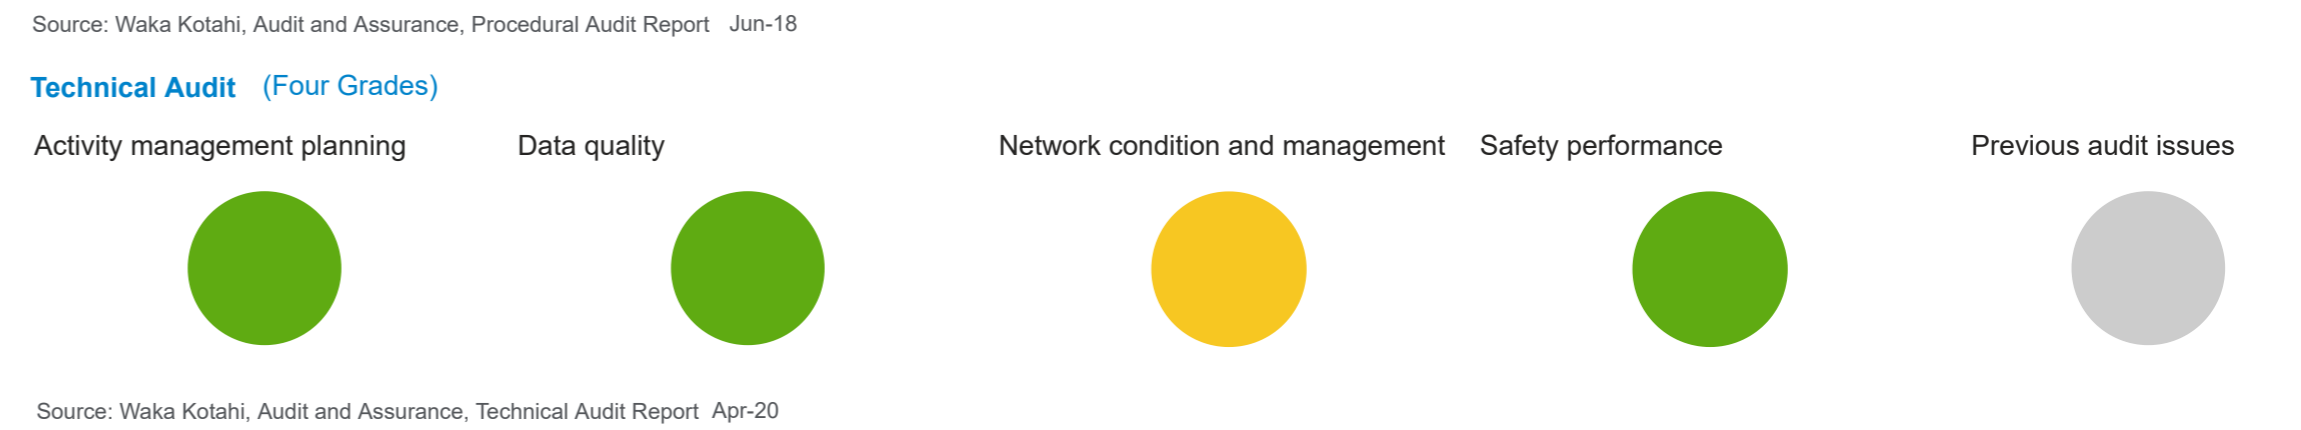 Source: Waka Kotahi, Audit and Assurance, Procedural Audit Report Jun-18
Technical Audit (Four Grades)
Activity management planning Data quality Network condition and management Safety performance Previous audit issues
Source: Waka Kotahi, Audit and Assurance, Technical Audit Report Apr-20